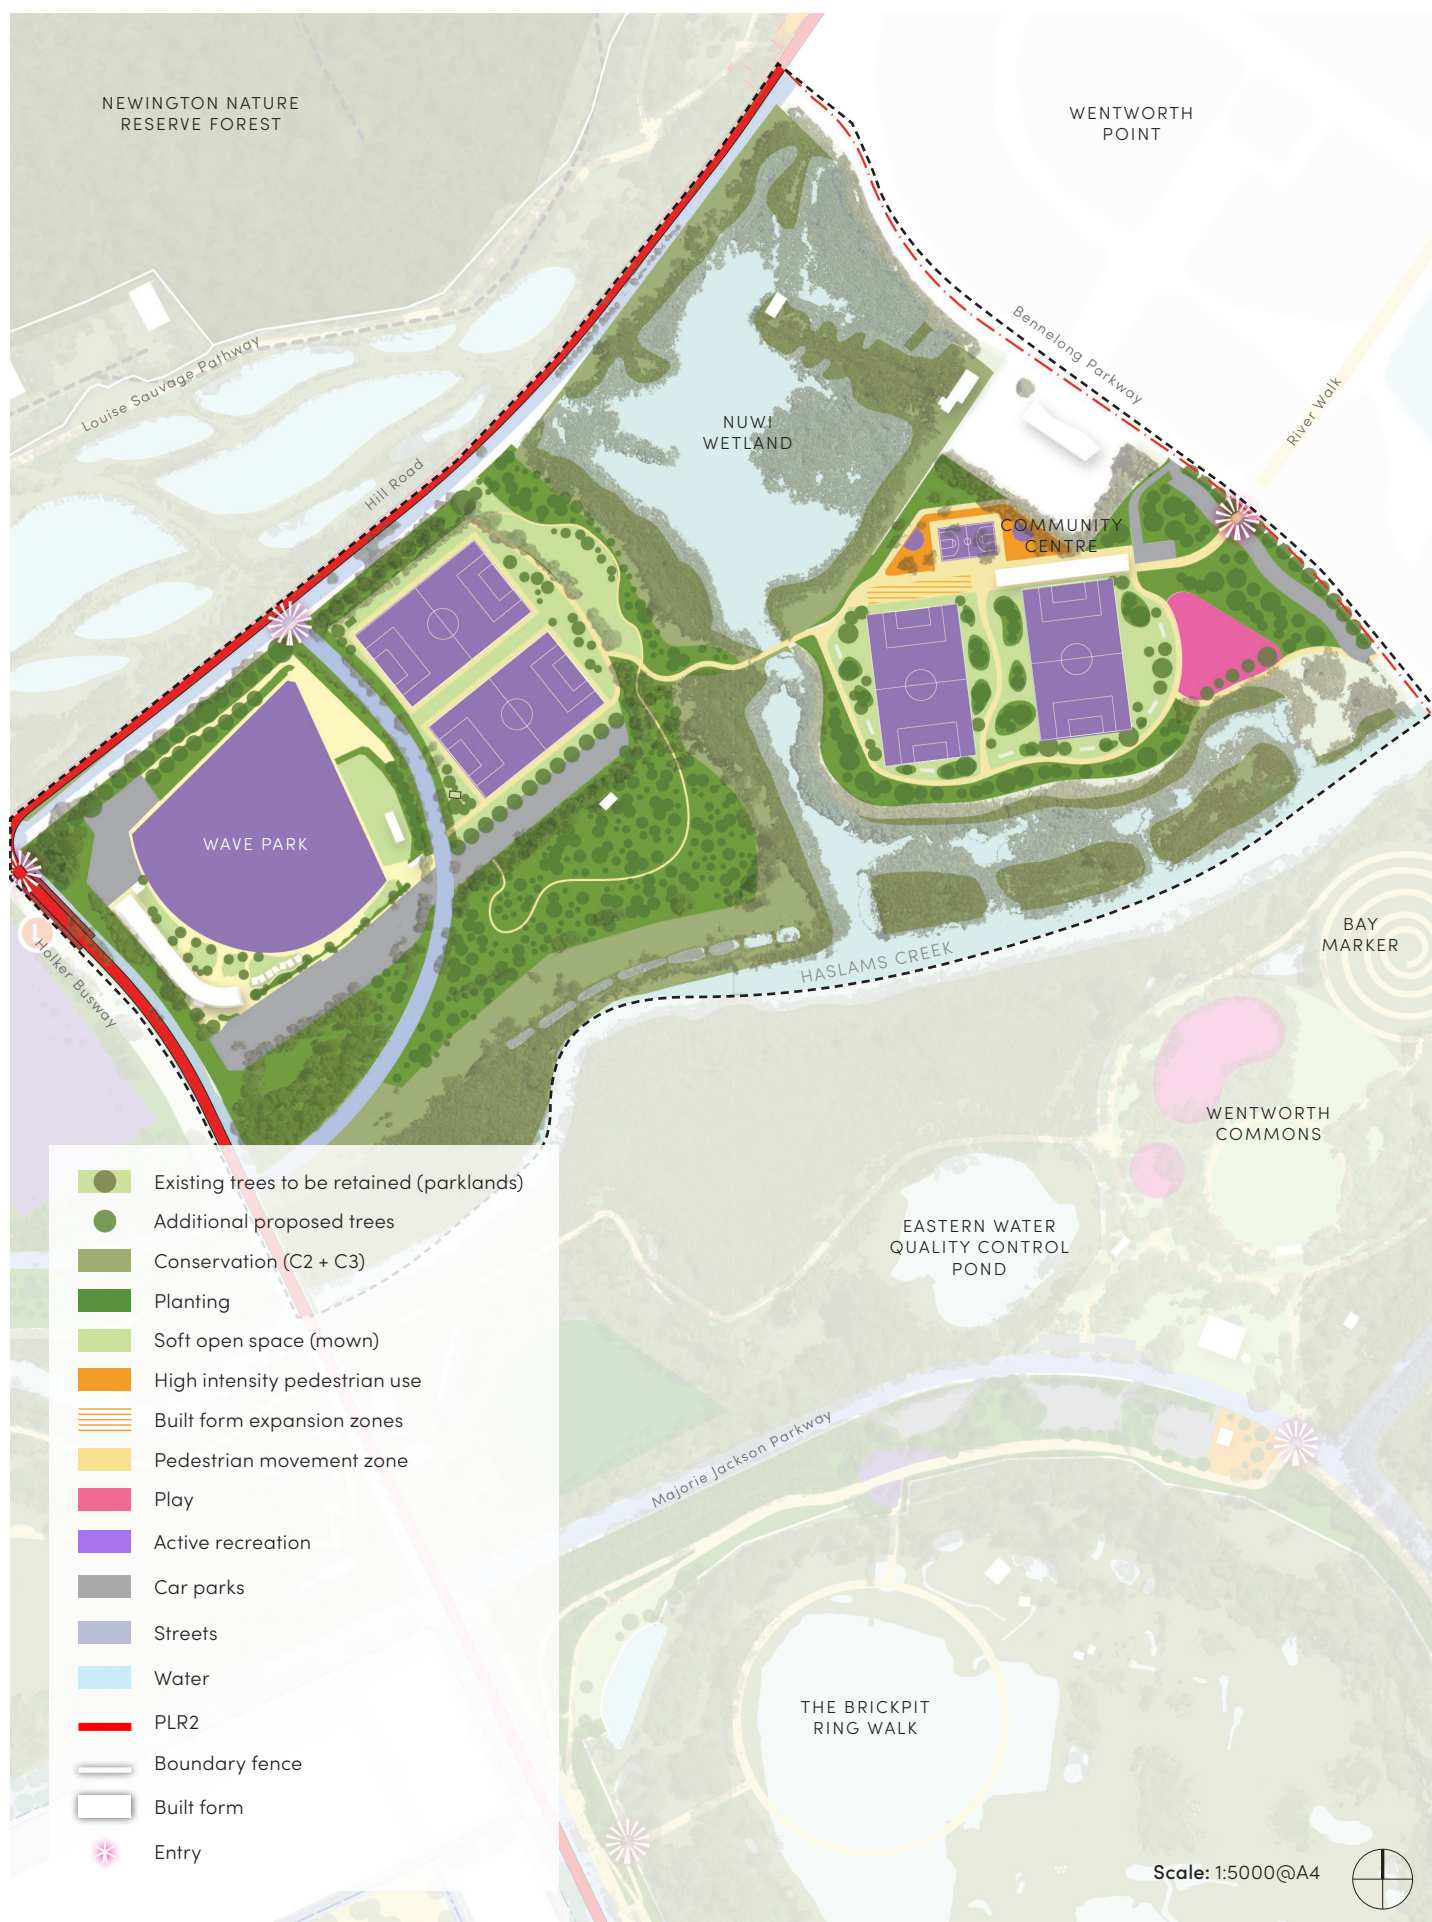 NEWINGTON NATURE
RESERVE FOREST
WENTWORTH
POINT
Bennelong Parkway
River Walk
Louise Sauvage Pathway
NUWI
WETLAND
Hill Road
COMMUNITY
CENTRE
WAVE PARK
L
Holker Busway
HASLAMS CREEK
BAY
MARKER
WENTWORTH
COMMONS
EASTERN WATER
QUALITY CONTROL
POND
Majorie Jackson Parkway
THE BRICKPIT
RING WALK
Existing trees to be retained (parklands)
Additional proposed trees
Conservation (C2 + C3)
Planting
Soft open space (mown)
High intensity pedestrian use
Built form expansion zones
Pedestrian movement zone
Play
Active recreation
Car parks
Streets
Water
PLR2
Boundary fence
Built form
Entry
Scale: 1:5000@A4